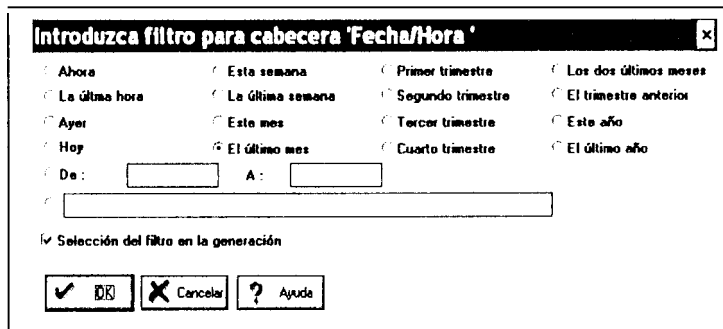 Introduzca filtro para cabecera 'Fecha/Hora '
Ahora Esta semana Primer trimestre Los dos últimos meses
La últma hora La última semana Segundo trimestre El trimestre anterior
Ayer Este mes Tercer trimestre Este año
Hoy El último mes Cuarto trimestre El último año
De : A :
Selección del filtro en la generación
OK Cancelar ? Ayuda